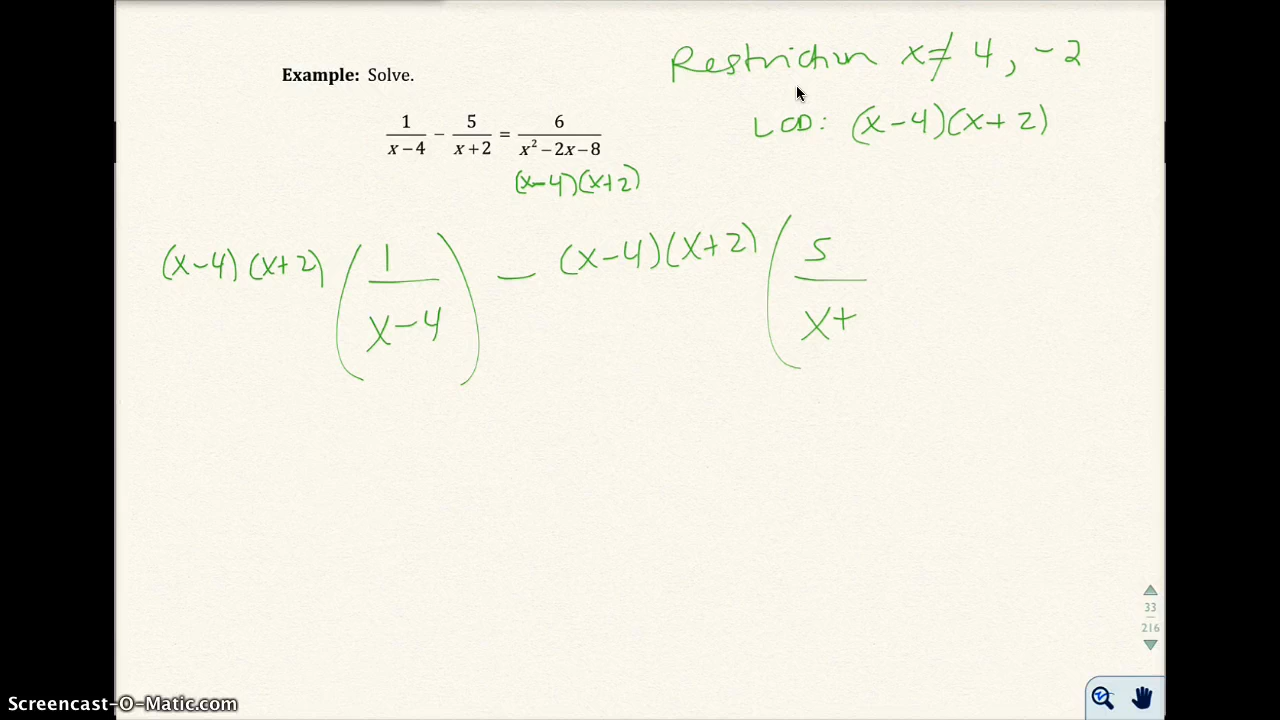 Restriction x ≠ 4, -2
Example: Solve.
LCD: (x-4)(x+2)
1/(x-4) - 5/(x+2) = 6/(x²-2x-8)
(x-4)(x+2)
(x-4)(x+2) (1/(x-4)) - (x-4)(x+2) (5/(x+
33
216
Screencast-O-Matic.com